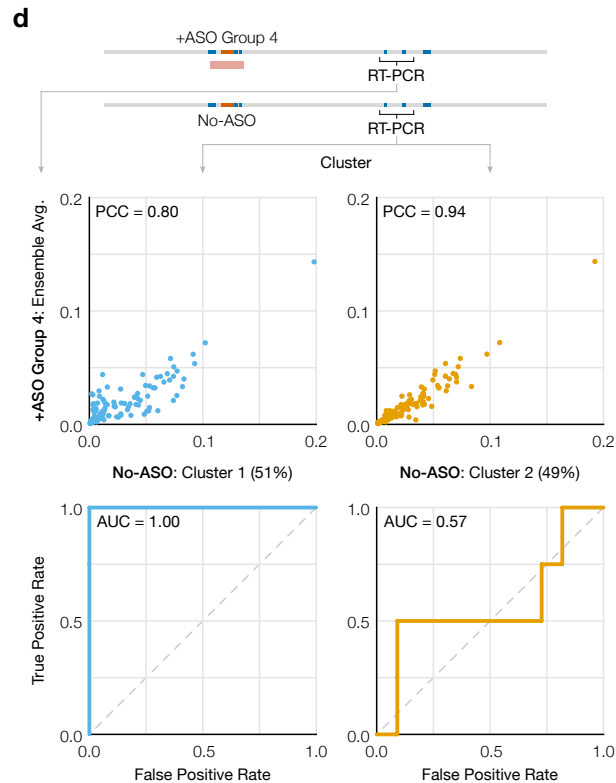 d
+ASO Group 4
RT-PCR
No-ASO
RT-PCR
Cluster
+ASO Group 4: Ensemble Avg.
0.2
0.1
0.0
PCC = 0.80
0.0 0.1 0.2
0.2
0.1
0.0
PCC = 0.94
0.0 0.1 0.2
No-ASO: Cluster 1 (51%)
No-ASO: Cluster 2 (49%)
True Positive Rate
1.0
0.5
0.0
AUC = 1.00
0.0 0.5 1.0
False Positive Rate
1.0
0.5
0.0
AUC = 0.57
0.0 0.5 1.0
False Positive Rate